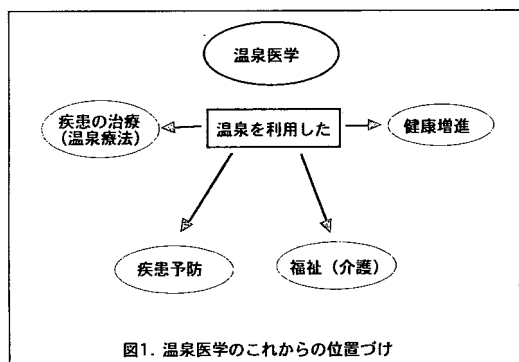 温泉医学
疾患の治療
(温泉療法)
温泉を利用した
健康増進
疾患予防
福祉(介護)
図1. 温泉医学のこれからの位置づけ